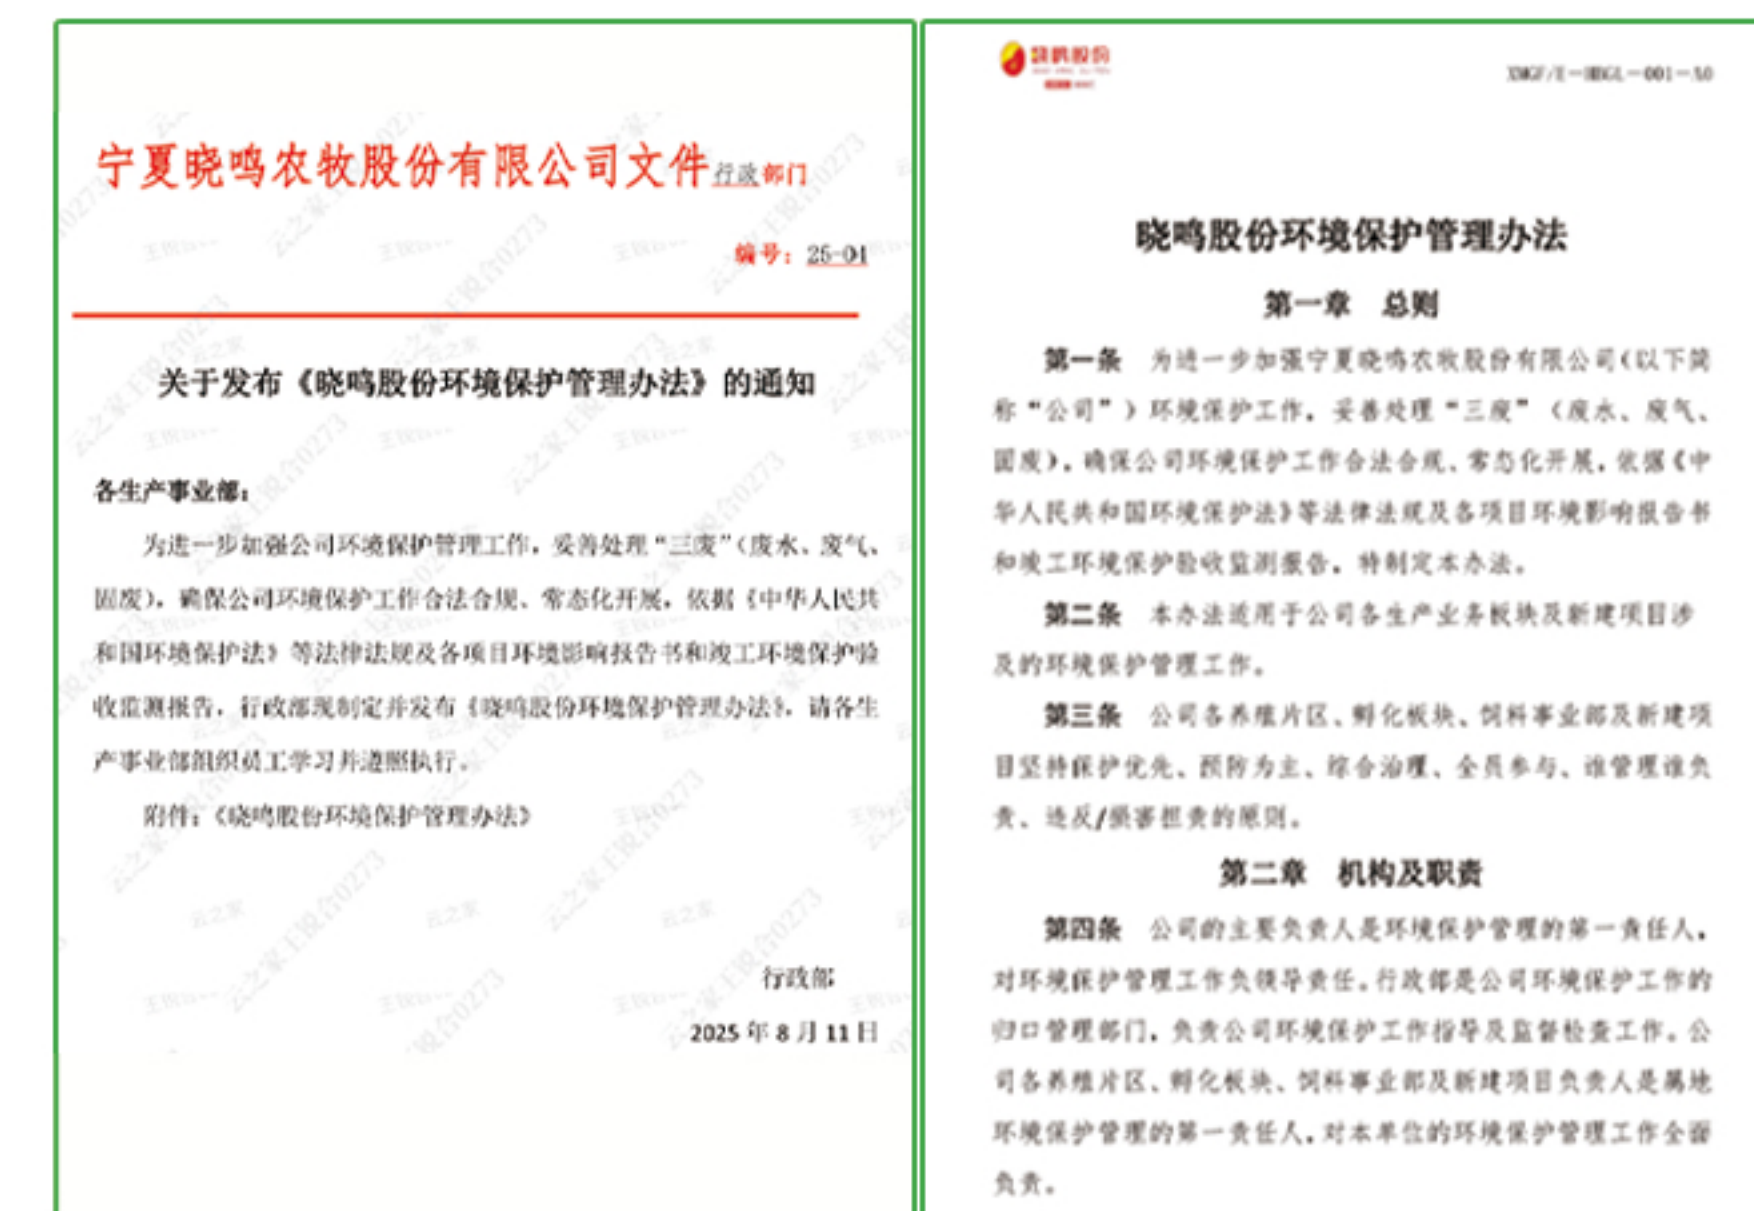 宁夏晓鸣农牧股份有限公司文件行政部门
编号：25-04
关于发布《晓鸣股份环境保护管理办法》的通知
各生产事业部：
为进一步加强公司环境保护管理工作，妥善处理“三废”（废水、废气、
固废），确保公司环境保护工作合法合规、常态化开展，依据《中华人民共
和国环境保护法》等法律法规及各项目环境影响报告书和竣工环境保护验
收监测报告，行政部现制定并发布《晓鸣股份环境保护管理办法》，请各生
产事业部组织员工学习并遵照执行。
附件：《晓鸣股份环境保护管理办法》
行政部
2025 年 8 月 11 日
晓鸣股份
晓鸣股份环境保护管理办法
第一章 总则
第一条 为进一步加强宁夏晓鸣农牧股份有限公司（以下简
称“公司”）环境保护工作，妥善处理“三废”（废水、废气、
固废），确保公司环境保护工作合法合规、常态化开展，依据《中
华人民共和国环境保护法》等法律法规及各项目环境影响报告书
和竣工环境保护验收监测报告，特制定本办法。
第二条 本办法适用于公司各生产业务板块及新建项目涉
及的环境保护管理工作。
第三条 公司各养殖片区、孵化板块、饲料事业部及新建项
目坚持保护优先、预防为主、综合治理、全员参与、谁管理谁负
责、违反/损害担责的原则。
第二章 机构及职责
第四条 公司的主要负责人是环境保护管理的第一责任人，
对环境保护管理工作负领导责任。行政部是公司环境保护工作的
归口管理部门，负责公司环境保护工作指导及监督检查工作。公
司各养殖片区、孵化板块、饲料事业部及新建项目负责人是属地
环境保护管理的第一责任人，对本单位的环境保护管理工作全面
负责。